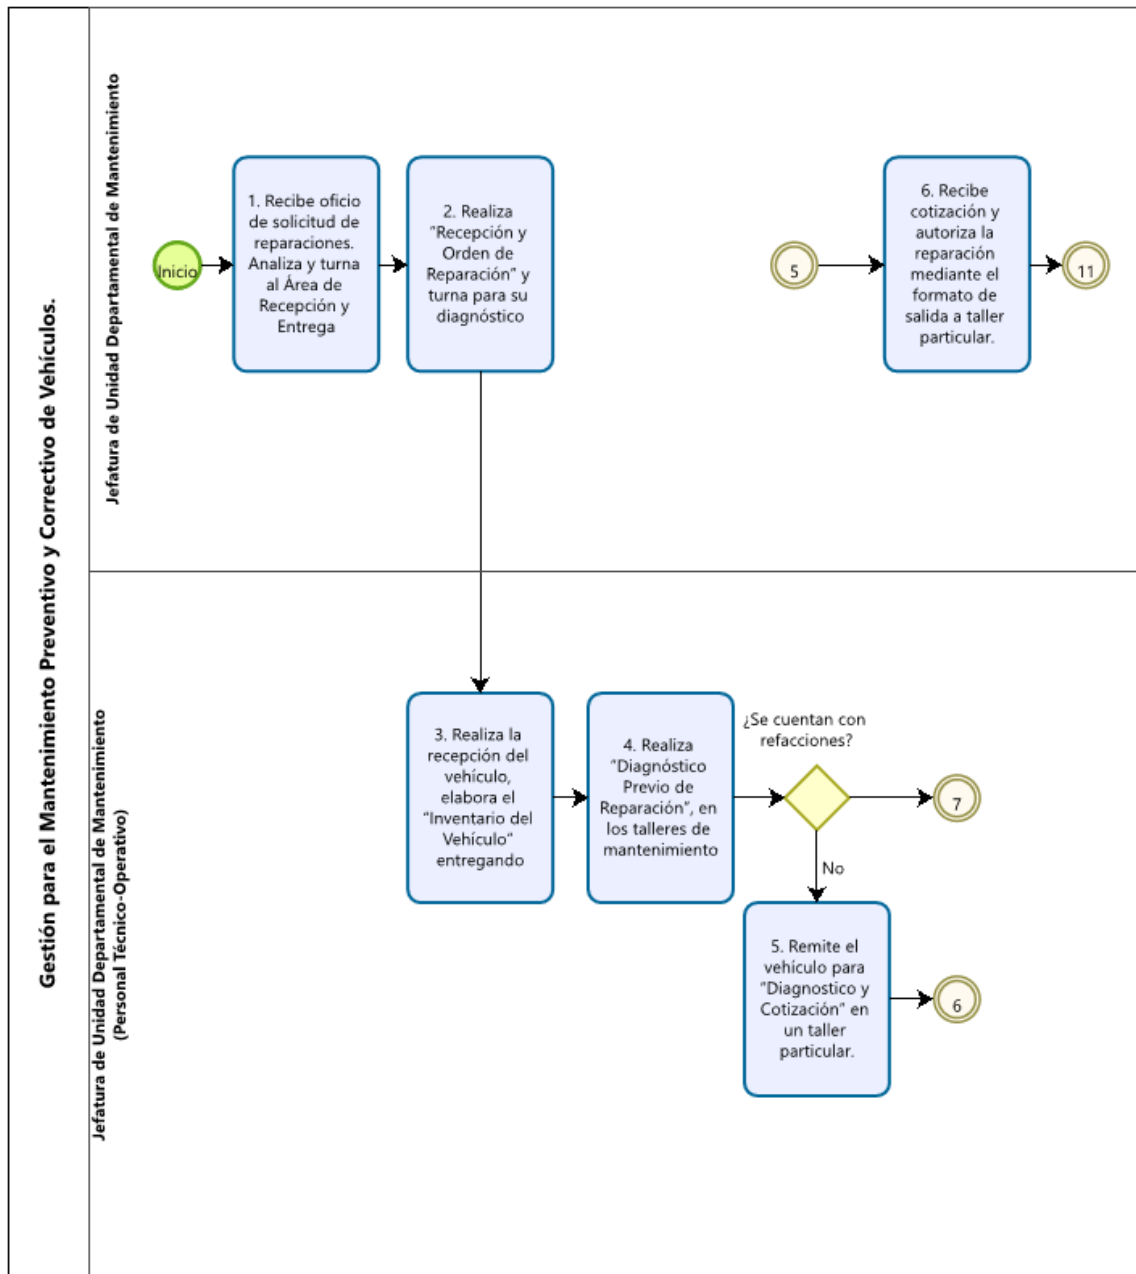 Gestión para el Mantenimiento Preventivo y Correctivo de Vehículos.
Jefatura de Unidad Departamental de Mantenimiento
Inicio
1. Recibe oficio
de solicitud de
reparaciones.
Analiza y turna
al Área de
Recepción y
Entrega
2. Realiza
“Recepción y
Orden de
Reparación” y
turna para su
diagnóstico
5
6. Recibe
cotización y
autoriza la
reparación
mediante el
formato de
salida a taller
particular.
11
Jefatura de Unidad Departamental de Mantenimiento
(Personal Técnico-Operativo)
3. Realiza la
recepción del
vehículo,
elabora el
“Inventario del
Vehículo”
entregando
4. Realiza
“Diagnóstico
Previo de
Reparación”, en
los talleres de
mantenimiento
¿Se cuentan con
refacciones?
7
No
5. Remite el
vehículo para
“Diagnostico y
Cotización” en
un taller
particular.
6